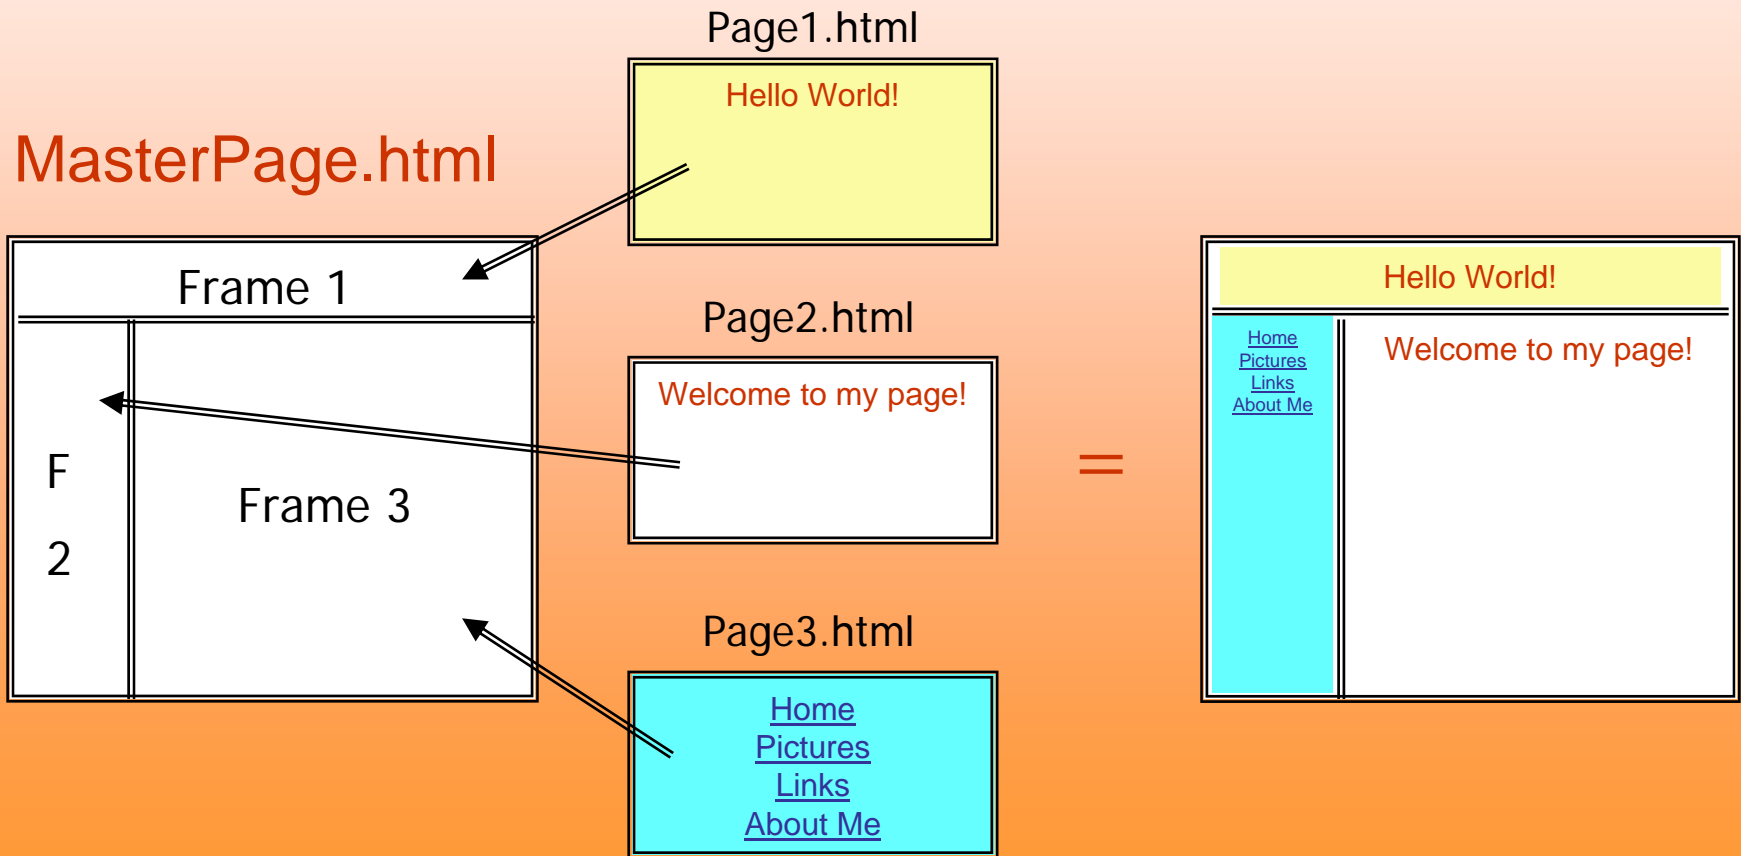 MasterPage.html
Frame 1
F
2
Frame 3
Page1.html
Hello World!
Page2.html
Welcome to my page!
Page3.html
Home
Pictures
Links
About Me
=
Hello World!
Home
Pictures
Links
About Me
Welcome to my page!